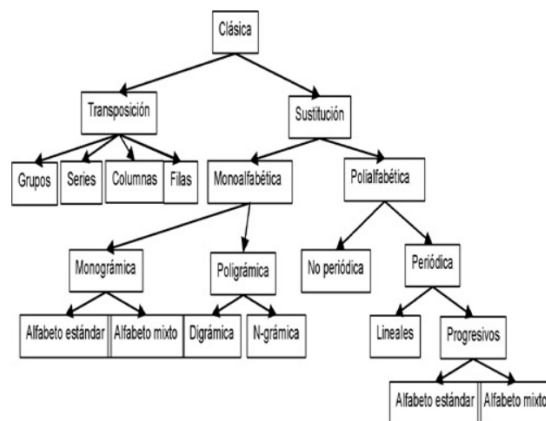 Clásica
Transposición
Sustitución
Grupos
Series
Columnas
Filas
Monoalfabética
Polialfabética
Monográmica
Poligrámica
No periódica
Periódica
Alfabeto estándar
Alfabeto mixto
Digrámica
N-grámica
Lineales
Progresivos
Alfabeto estándar
Alfabeto mixto